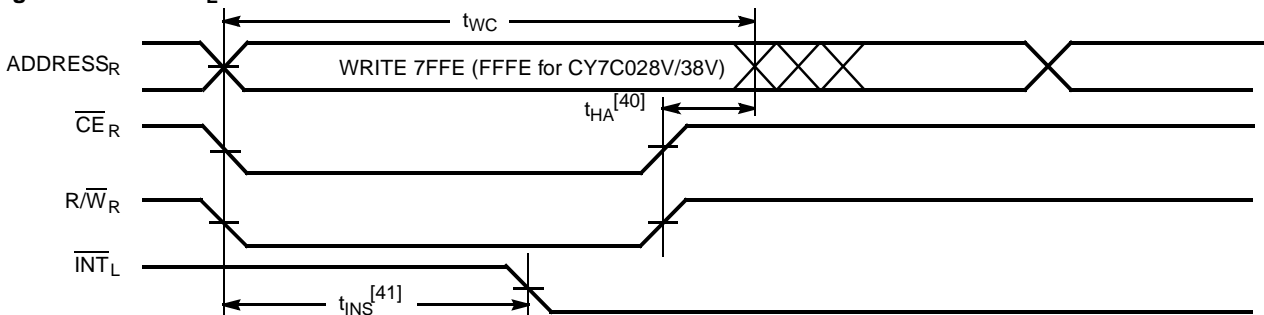 tWC
ADDRESSR
WRITE 7FFE (FFFE for CY7C028V/38V)
tHA[40]
CER
R/WR
INTL
tINS[41]